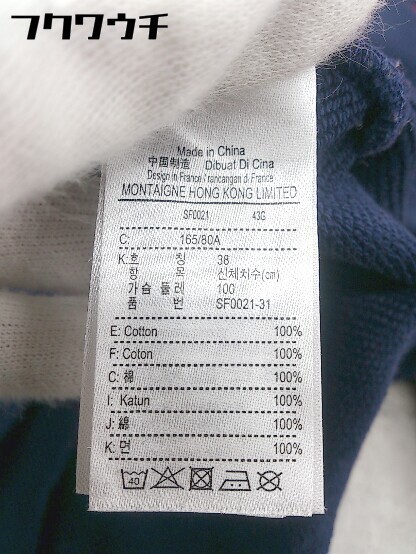 フクワウチ
Made in China
中国制造 Dibuat Di Cina
Design in France / rancangan di France
MONTAIGNE HONG KONG LIMITED
SF0021 43G
C: 165/80A
K:호 칭 38
항 목 신체치수(cm)
가슴 둘레 100
품 번 SF0021-31
E: Cotton 100%
F: Coton 100%
C: 棉 100%
I: Katun 100%
J: 綿 100%
K: 면 100%
40